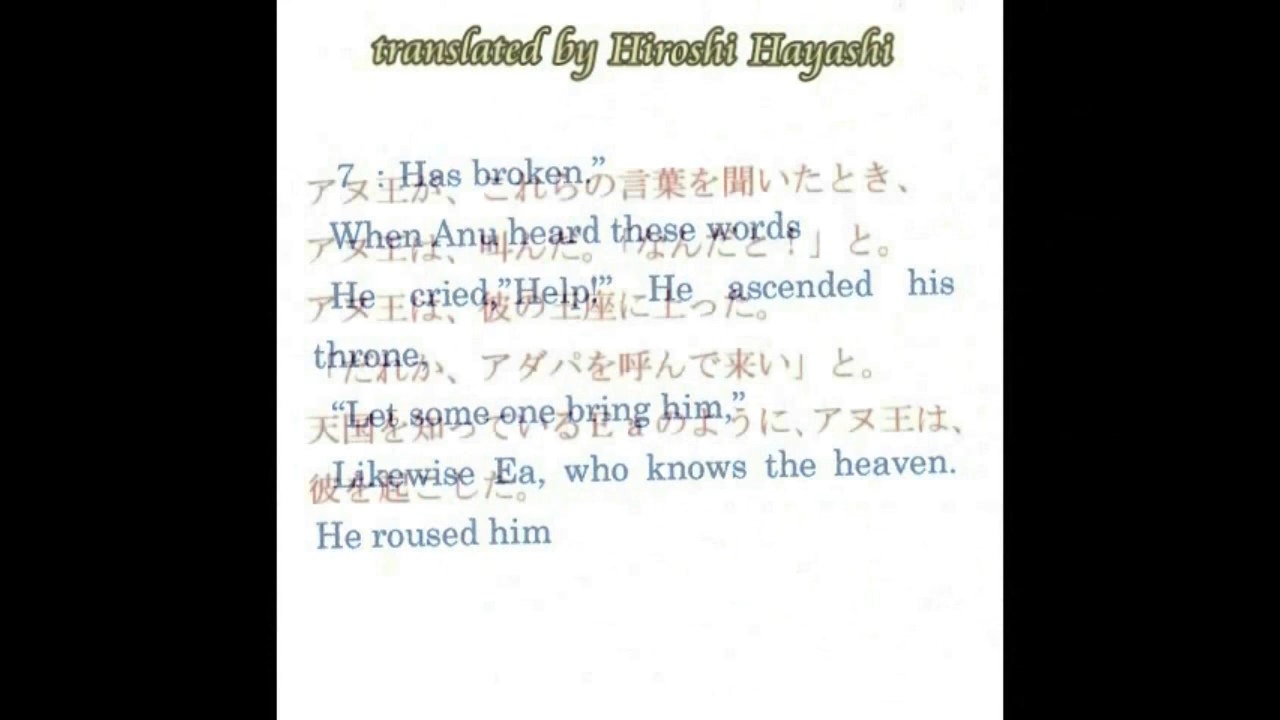 translated by Hiroshi Hayashi
7 : Has broken.”
アヌ王が、これらの言葉を聞いたとき、
When Anu heard these words
アヌ王は、叫んだ。「なんだと!」と。
He cried,”Help!” He ascended his
アヌ王は、彼の玉座に上った。
throne,
「だれか、アダパを呼んで来い」と。
“Let some one bring him,”
天国を知っているEaのように、アヌ王は、
Likewise Ea, who knows the heaven.
彼を起こした。
He roused him